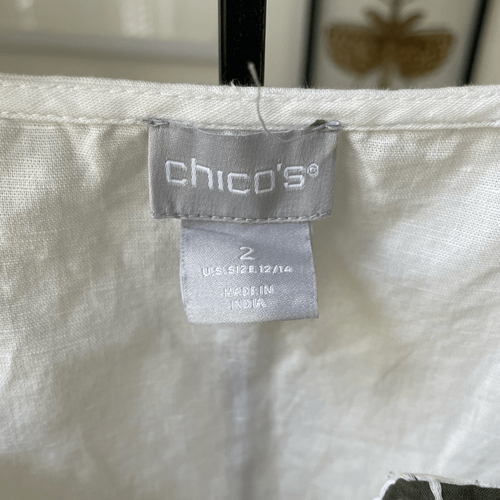 chico's®
2
U.S. SIZE 12/14
MADE IN
INDIA